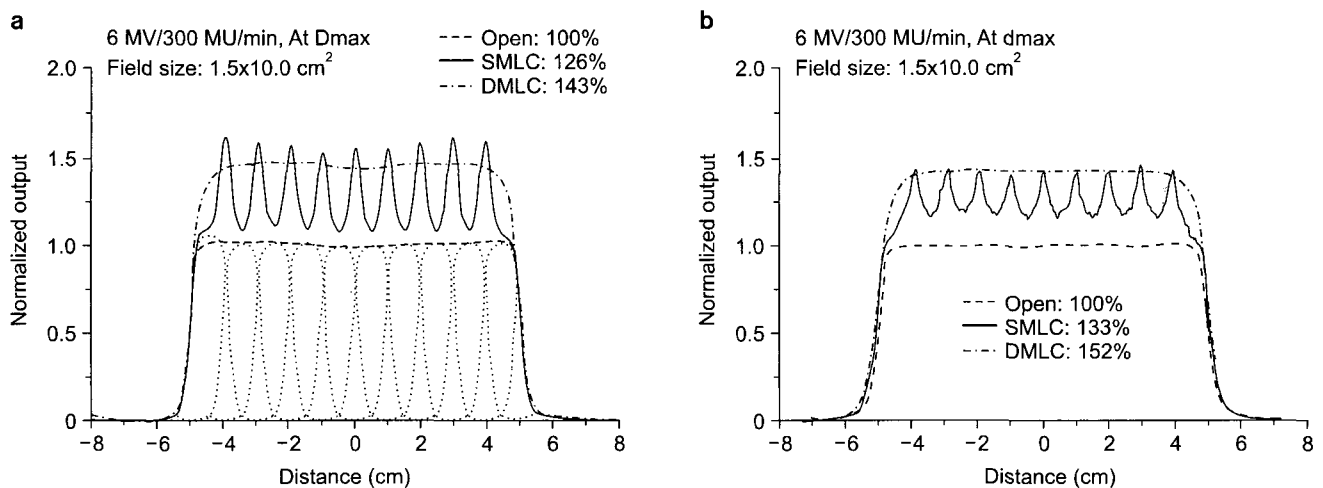 a
6 MV/300 MU/min, At Dmax
Field size: 1.5x10.0 cm²
Open: 100%
SMLC: 126%
DMLC: 143%
Normalized output
2.0
1.5
1.0
0.5
0
−8 −6 −4 −2 0 2 4 6 8
Distance (cm)
b
6 MV/300 MU/min, At dmax
Field size: 1.5x10.0 cm²
Open: 100%
SMLC: 133%
DMLC: 152%
Normalized output
2.0
1.5
1.0
0.5
0
−8 −6 −4 −2 0 2 4 6 8
Distance (cm)